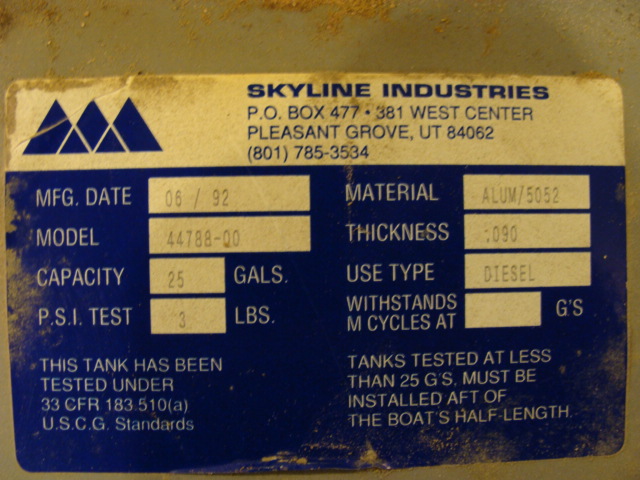 SKYLINE INDUSTRIES
P.O. BOX 477 • 381 WEST CENTER
PLEASANT GROVE, UT 84062
(801) 785-3534
MFG. DATE 06 / 92
MODEL 44788-00
CAPACITY 25 GALS.
P.S.I. TEST 3 LBS.
THIS TANK HAS BEEN
TESTED UNDER
33 CFR 183.510(a)
U.S.C.G. Standards
MATERIAL ALUM/5052
THICKNESS .090
USE TYPE DIESEL
WITHSTANDS
M CYCLES AT G'S
TANKS TESTED AT LESS
THAN 25 G'S. MUST BE
INSTALLED AFT OF
THE BOAT'S HALF-LENGTH.